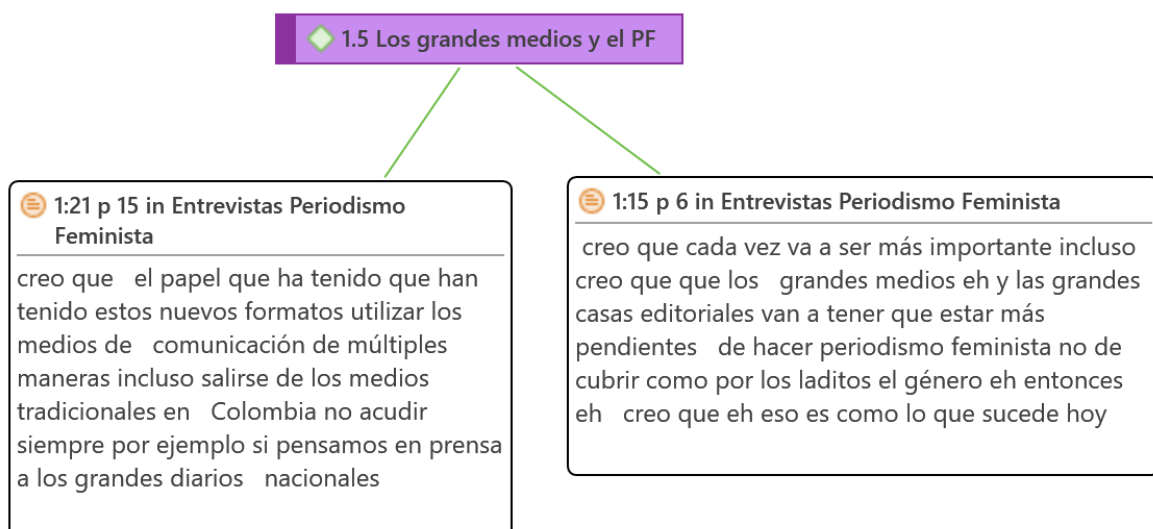 1.5 Los grandes medios y el PF
1:21 p 15 in Entrevistas Periodismo
Feminista
creo que   el papel que ha tenido que han
tenido estos nuevos formatos utilizar los
medios de   comunicación de múltiples
maneras incluso salirse de los medios
tradicionales en   Colombia no acudir
siempre por ejemplo si pensamos en prensa
a los grandes diarios   nacionales
1:15 p 6 in Entrevistas Periodismo Feminista
creo que cada vez va a ser más importante incluso
creo que que los   grandes medios eh y las grandes
casas editoriales van a tener que estar más
pendientes   de hacer periodismo feminista no de
cubrir como por los laditos el género eh entonces
eh   creo que eh eso es como lo que sucede hoy